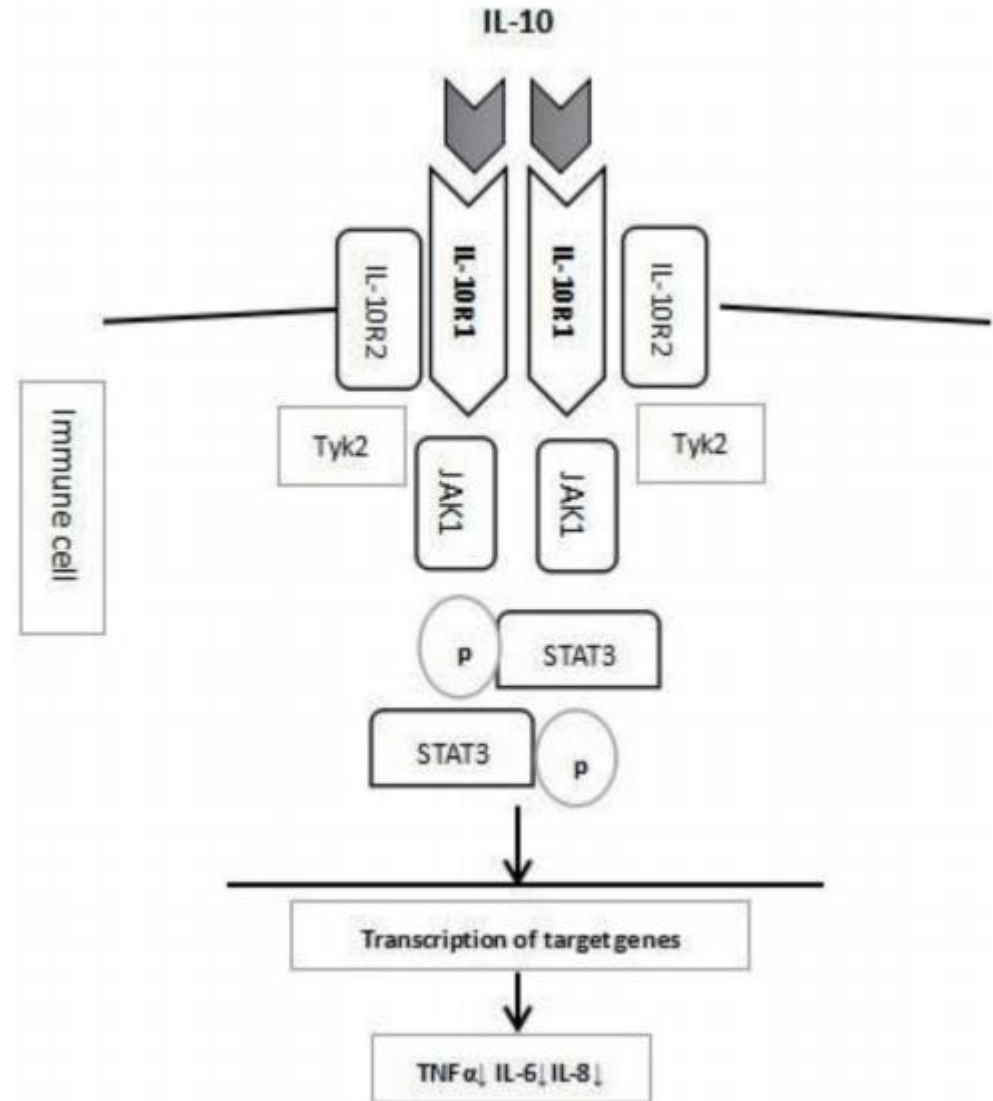 IL-10
IL-10R2
IL-10R1
IL-10R1
IL-10R2
Immune cell
Tyk2
JAK1
JAK1
Tyk2
p
STAT3
STAT3
p
Transcription of target genes
TNF α↓ IL-6↓ IL-8↓